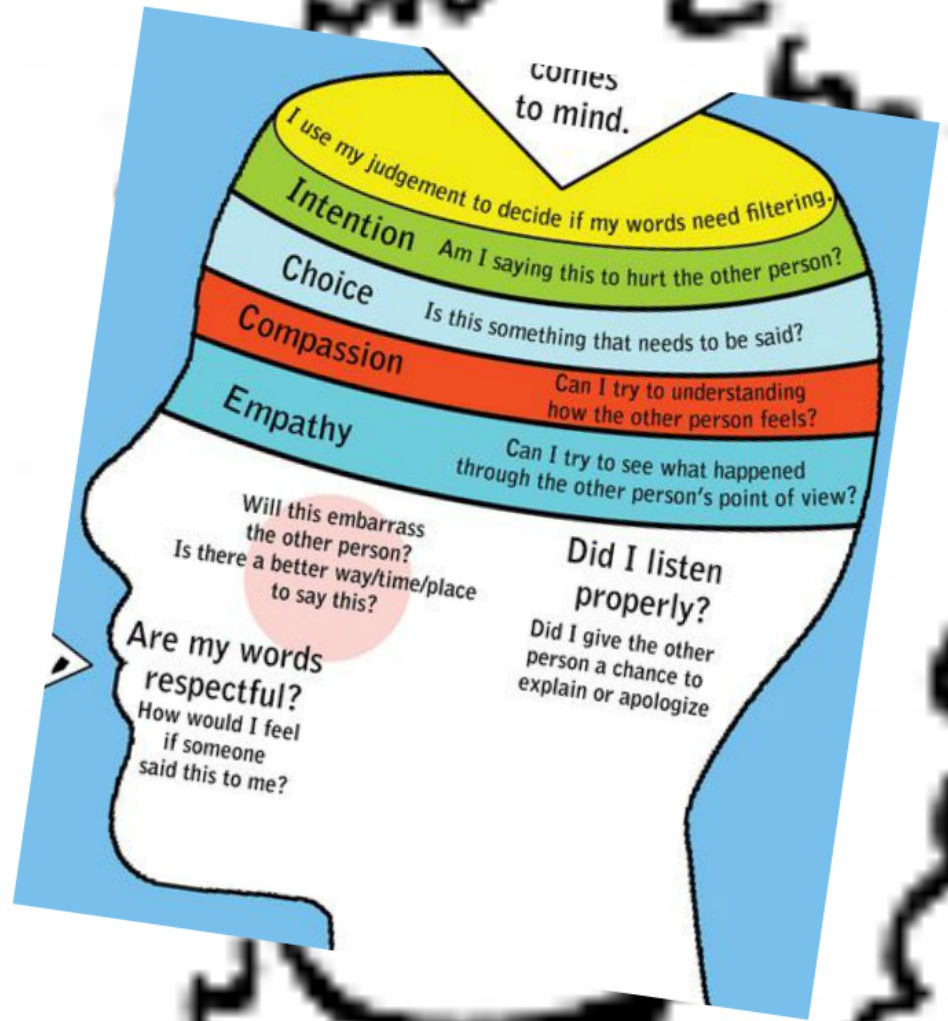 comes
to mind.
I use my judgement to decide if my words need filtering.
Intention Am I saying this to hurt the other person?
Choice Is this something that needs to be said?
Compassion Can I try to understanding
how the other person feels?
Empathy Can I try to see what happened
through the other person's point of view?
Will this embarrass
the other person?
Is there a better way/time/place
to say this?
Are my words
respectful?
How would I feel
if someone
said this to me?
Did I listen
properly?
Did I give the other
person a chance to
explain or apologize